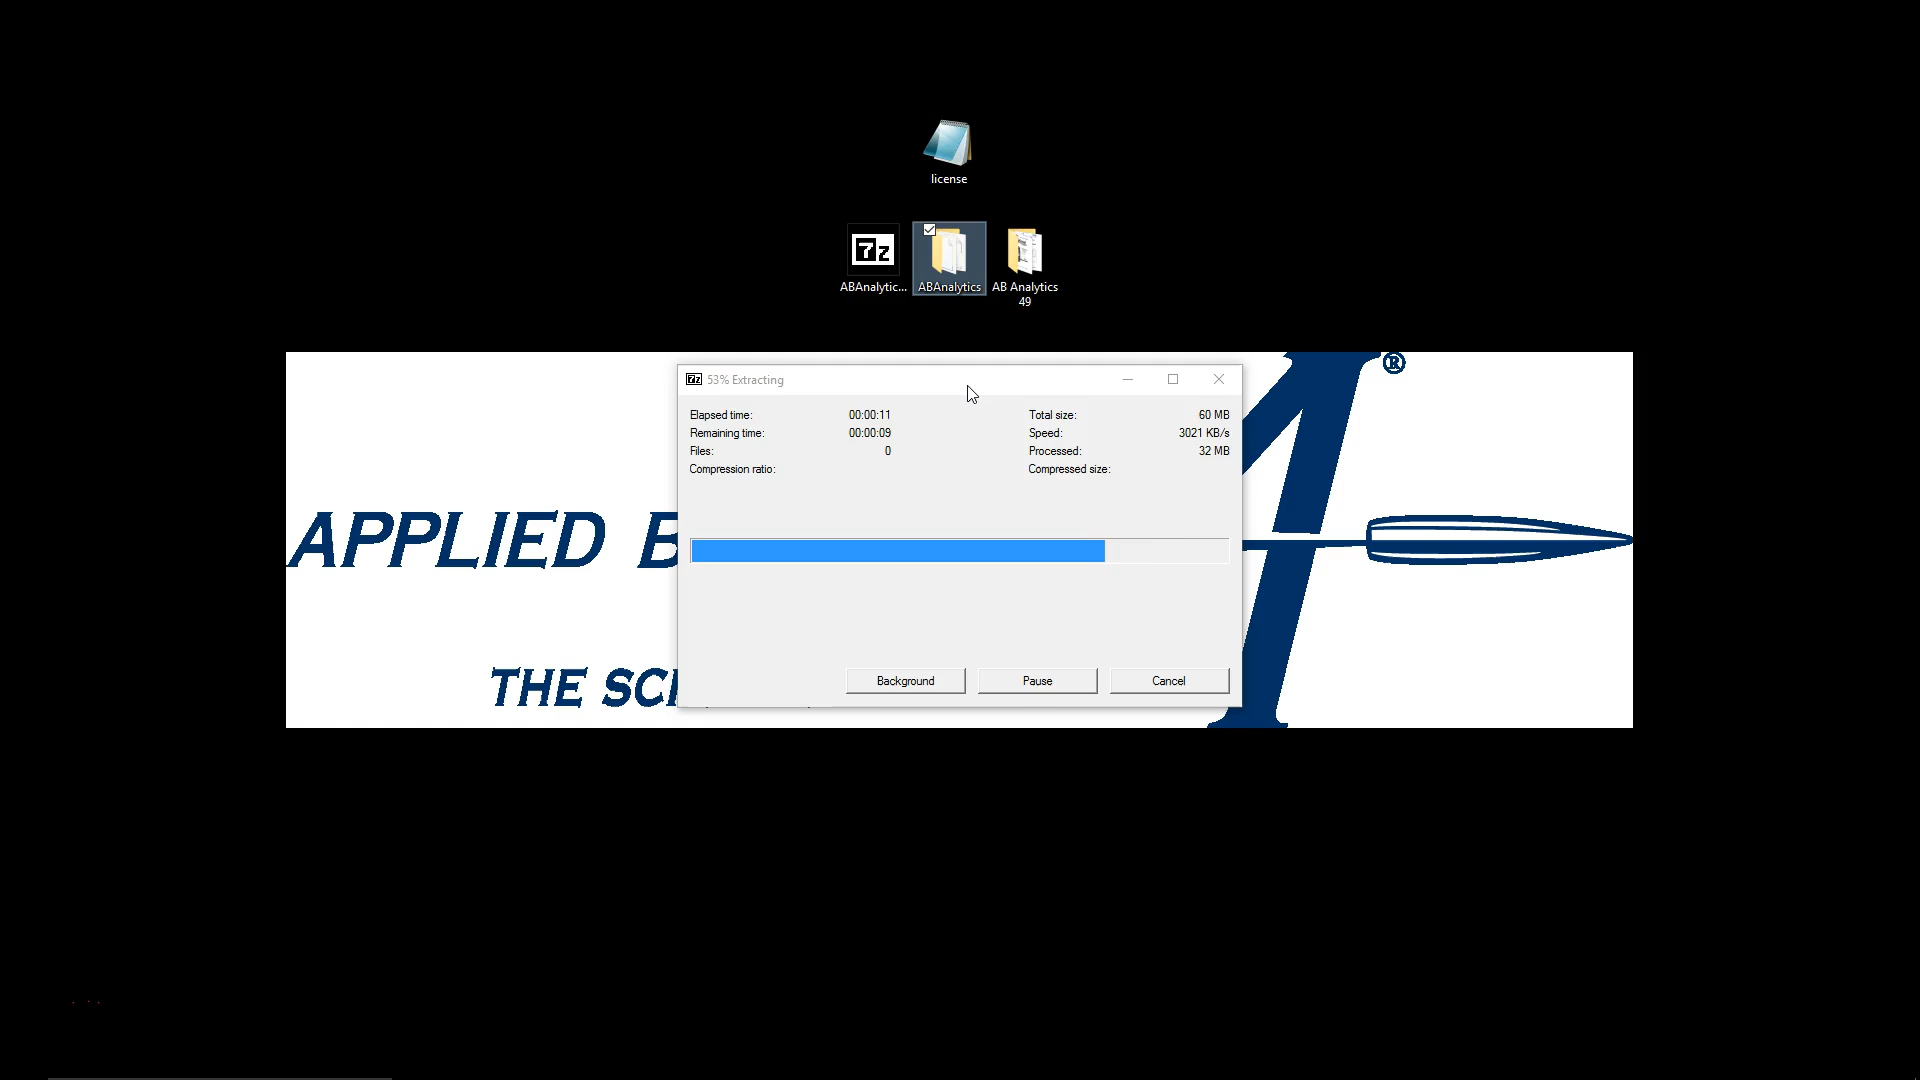 license
7z
ABAnalytic...
ABAnalytics
AB Analytics
49
®
7z 53% Extracting
Elapsed time: 00:00:11
Total size: 60 MB
Remaining time: 00:00:09
Speed: 3021 KB/s
Files: 0
Processed: 32 MB
Compression ratio:
Compressed size:
APPLIED B
THE SCI
Background
Pause
Cancel